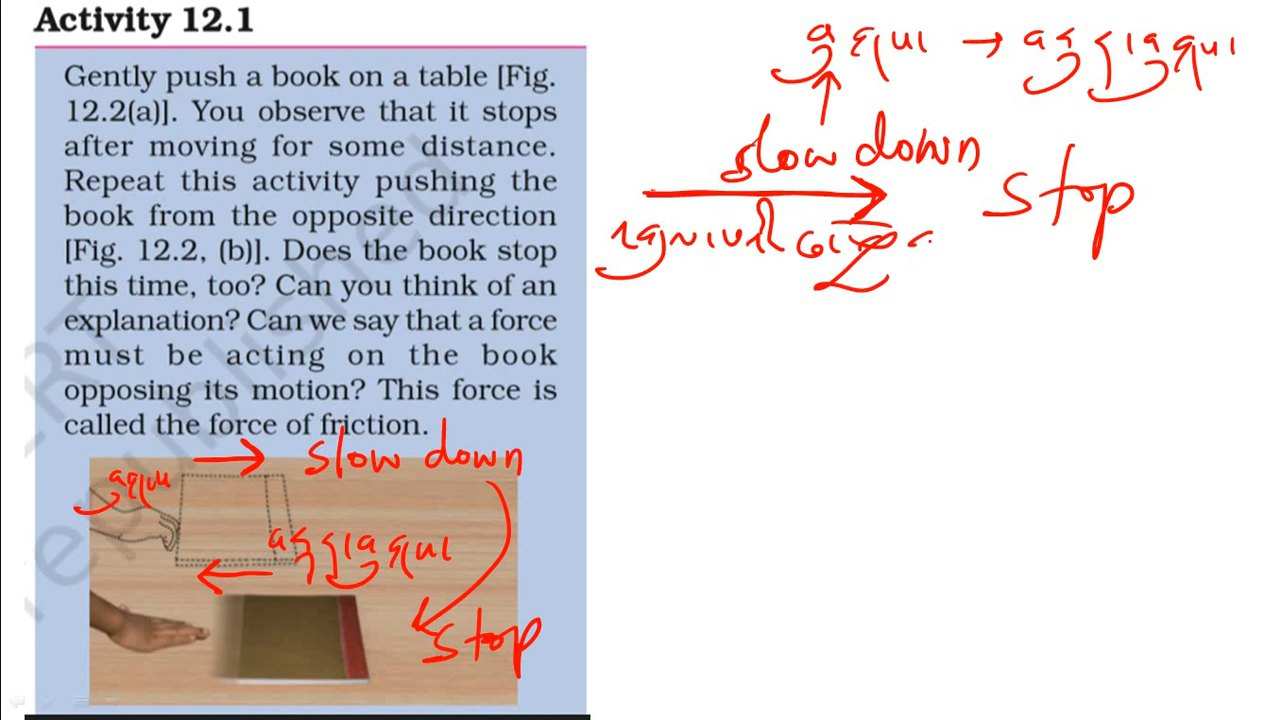 Activity 12.1
Gently push a book on a table [Fig.
12.2(a)]. You observe that it stops
after moving for some distance.
Repeat this activity pushing the
book from the opposite direction
[Fig. 12.2, (b)]. Does the book stop
this time, too? Can you think of an
explanation? Can we say that a force
must be acting on the book
opposing its motion? This force is
called the force of friction.
slow down
stop
slow down
stop